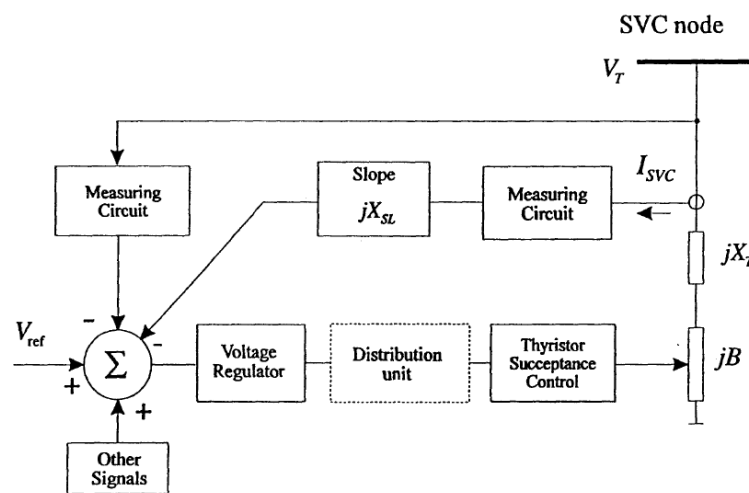 SVC node
V_T
Measuring
Circuit
Slope
jX_SL
Measuring
Circuit
I_SVC
jX_T
V_ref
-
-
+
+
Σ
Voltage
Regulator
Distribution
unit
Thyristor
Succeptance
Control
jB
Other
Signals